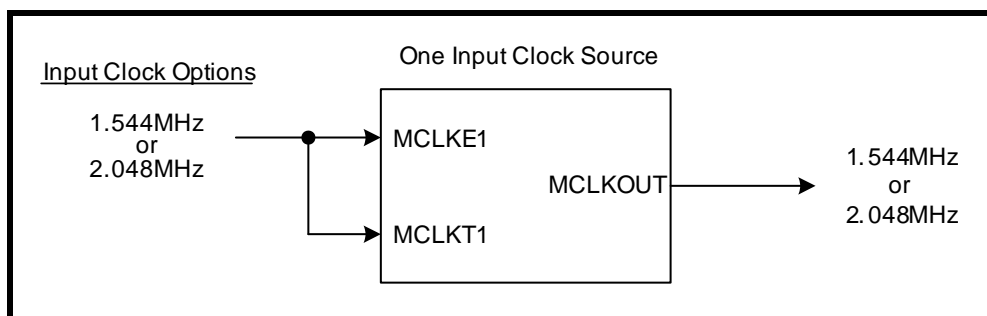 One Input Clock Source
Input Clock Options
1.544MHz
or
2.048MHz
MCLKE1
MCLKOUT
MCLKT1
1.544MHz
or
2.048MHz